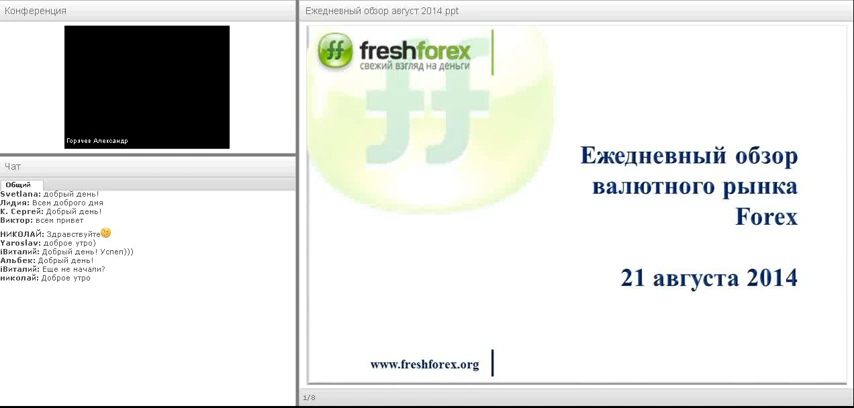 Конференция
Горячев Александр
Чат
Общий
Svetlana: добрый день!
Лидия: Всем доброго дня
К. Сергей: Добрый день!
Виктор: всем привет
НИКОЛАЙ: Здравствуйте
Yaroslav: доброе утро)
iВиталий: Добрый день! Успел)))
Альбек: Добрый день!
iВиталий: Еще не начали?
николай: Доброе утро
Ежедневный обзор август 2014.ppt
freshforex
свежий взгляд на деньги
Ежедневный обзор
валютного рынка
Forex
21 августа 2014
www.freshforex.org
1/8